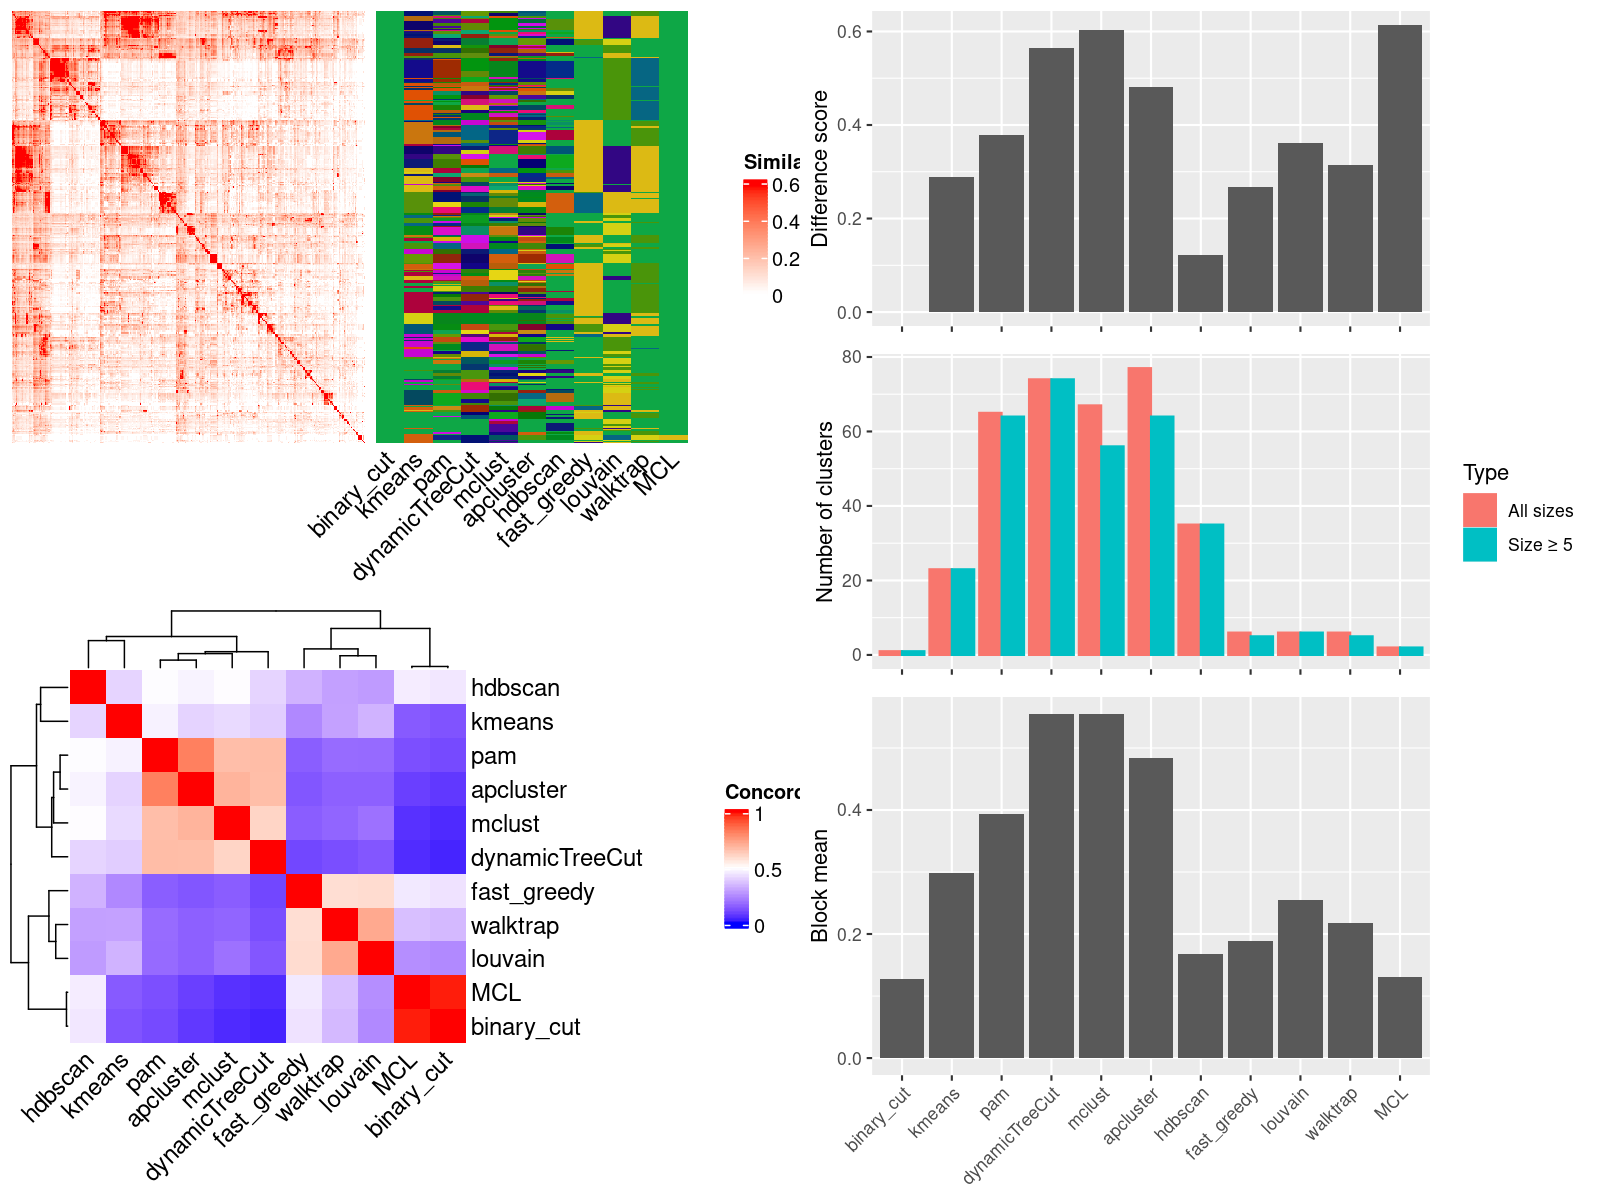 Simila
0.6
0.4
0.2
0
binary_cut
kmeans
pam
dynamicTreeCut
mclust
apcluster
hdbscan
fast_greedy
louvain
walktrap
MCL
hdbscan
kmeans
pam
apcluster
mclust
dynamicTreeCut
fast_greedy
walktrap
louvain
MCL
binary_cut
hdbscan
kmeans
pam
apcluster
mclust
dynamicTreeCut
fast_greedy
walktrap
louvain
MCL
binary_cut
Concord
1
0.5
0
Difference score
0.6
0.4
0.2
0.0
Number of clusters
80
60
40
20
0
Type
All sizes
Size ≥ 5
Block mean
0.4
0.2
0.0
binary_cut
kmeans
pam
dynamicTreeCut
mclust
apcluster
hdbscan
fast_greedy
louvain
walktrap
MCL